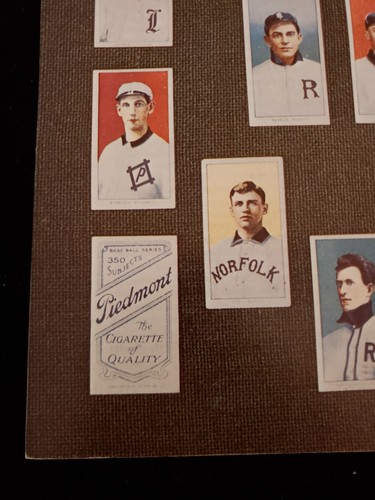 L
R
P
NORFOLK
R
BASE BALL SERIES
350
SUBJECTS
Piedmont
The
CIGARETTE
of
QUALITY